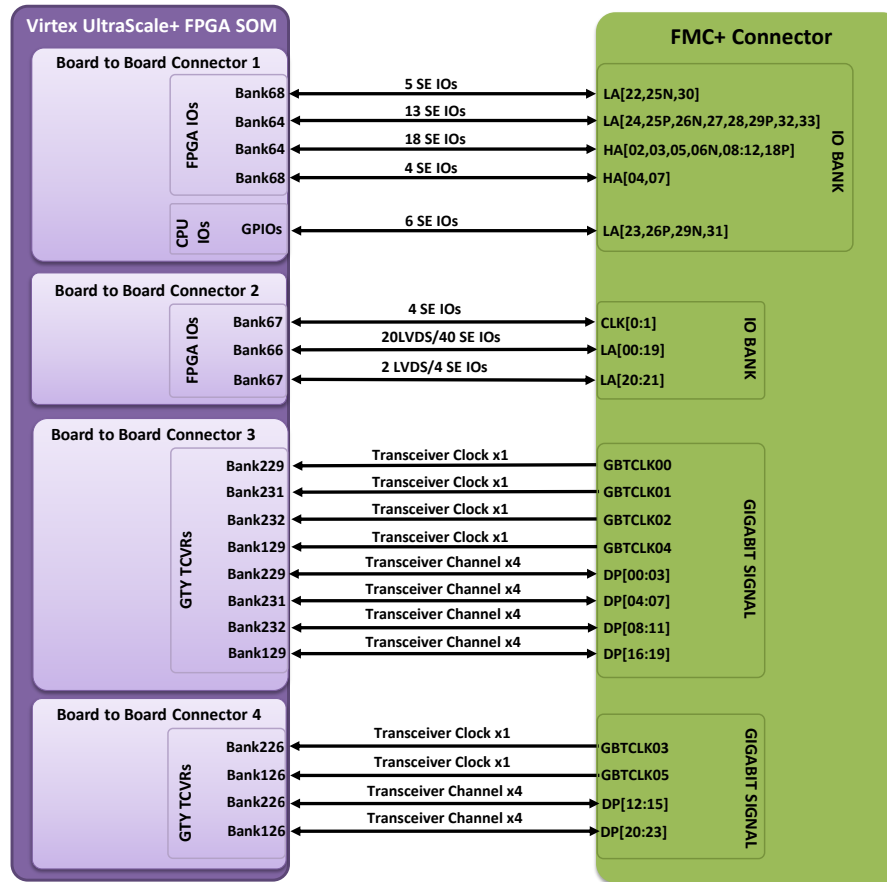 Virtex UltraScale+ FPGA SOM
FMC+ Connector
Board to Board Connector 1
FPGA IOs
Bank68
5 SE IOs
LA[22,25N,30]
Bank64
13 SE IOs
LA[24,25P,26N,27,28,29P,32,33]
Bank64
18 SE IOs
HA[02,03,05,06N,08:12,18P]
Bank68
4 SE IOs
HA[04,07]
IO BANK
CPU
IOs
GPIOs
6 SE IOs
LA[23,26P,29N,31]
Board to Board Connector 2
FPGA IOs
Bank67
4 SE IOs
CLK[0:1]
Bank66
20LVDS/40 SE IOs
LA[00:19]
Bank67
2 LVDS/4 SE IOs
LA[20:21]
IO BANK
Board to Board Connector 3
GTY TCVRs
Bank229
Transceiver Clock x1
GBTCLK00
Bank231
Transceiver Clock x1
GBTCLK01
Bank232
Transceiver Clock x1
GBTCLK02
Bank129
Transceiver Clock x1
GBTCLK04
Bank229
Transceiver Channel x4
DP[00:03]
Bank231
Transceiver Channel x4
DP[04:07]
Bank232
Transceiver Channel x4
DP[08:11]
Bank129
Transceiver Channel x4
DP[16:19]
GIGABIT SIGNAL
Board to Board Connector 4
GTY TCVRs
Bank226
Transceiver Clock x1
GBTCLK03
Bank126
Transceiver Clock x1
GBTCLK05
Bank226
Transceiver Channel x4
DP[12:15]
Bank126
Transceiver Channel x4
DP[20:23]
GIGABIT SIGNAL